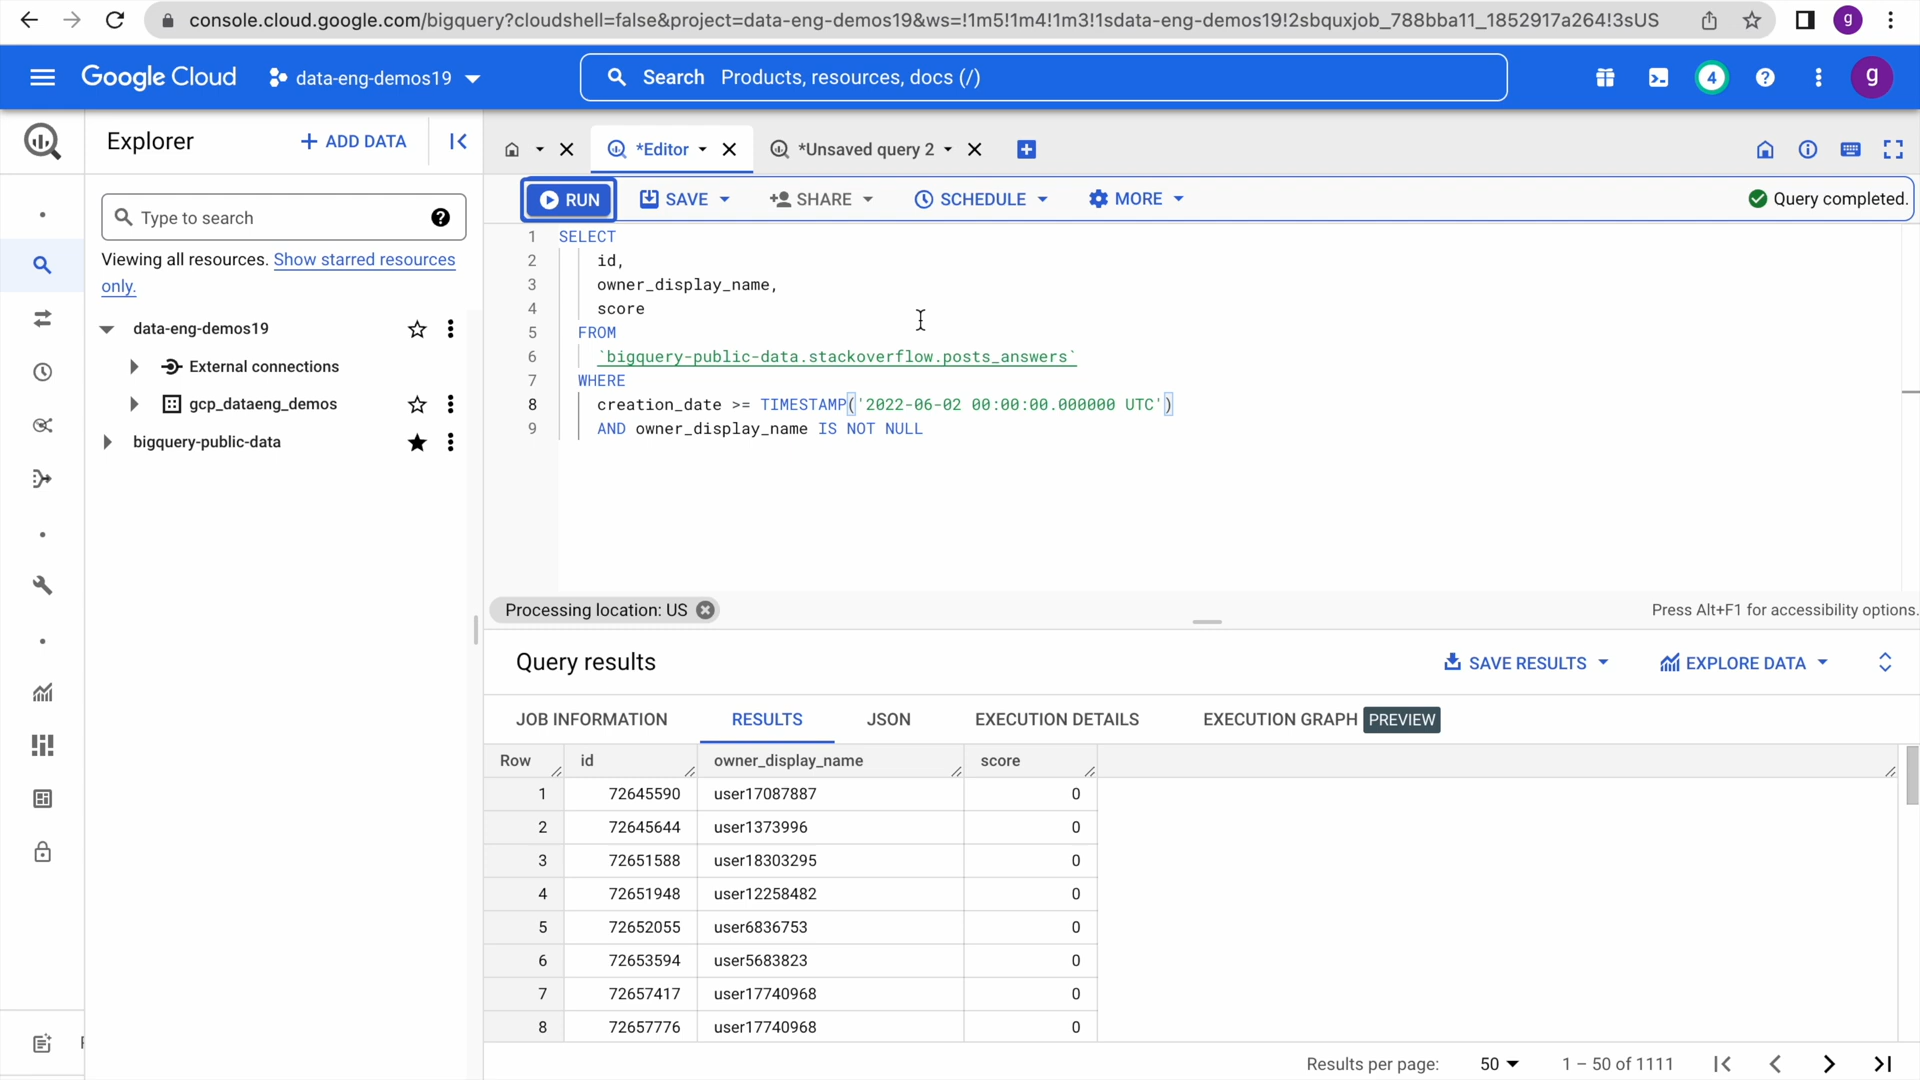 console.cloud.google.com/bigquery?cloudshell=false&project=data-eng-demos19&ws=!1m5!1m4!1m3!1sdata-eng-demos19!2sbquxjob_788bba11_1852917a264!3sUS
g
Google Cloud
data-eng-demos19
Search Products, resources, docs (/)
4
g
Explorer
+ ADD DATA
*Editor
*Unsaved query 2
RUN
SAVE
SHARE
SCHEDULE
MORE
Query completed.
Type to search
Viewing all resources. Show starred resources
only.
data-eng-demos19
External connections
gcp_dataeng_demos
bigquery-public-data
1 SELECT
2 id,
3 owner_display_name,
4 score
5 FROM
6 `bigquery-public-data.stackoverflow.posts_answers`
7 WHERE
8 creation_date >= TIMESTAMP('2022-06-02 00:00:00.000000 UTC')
9 AND owner_display_name IS NOT NULL
Processing location: US
Press Alt+F1 for accessibility options.
Query results
SAVE RESULTS
EXPLORE DATA
JOB INFORMATION
RESULTS
JSON
EXECUTION DETAILS
EXECUTION GRAPH PREVIEW
Row id owner_display_name score
1 72645590 user17087887 0
2 72645644 user1373996 0
3 72651588 user18303295 0
4 72651948 user12258482 0
5 72652055 user6836753 0
6 72653594 user5683823 0
7 72657417 user17740968 0
8 72657776 user17740968 0
Results per page: 50 1 – 50 of 1111